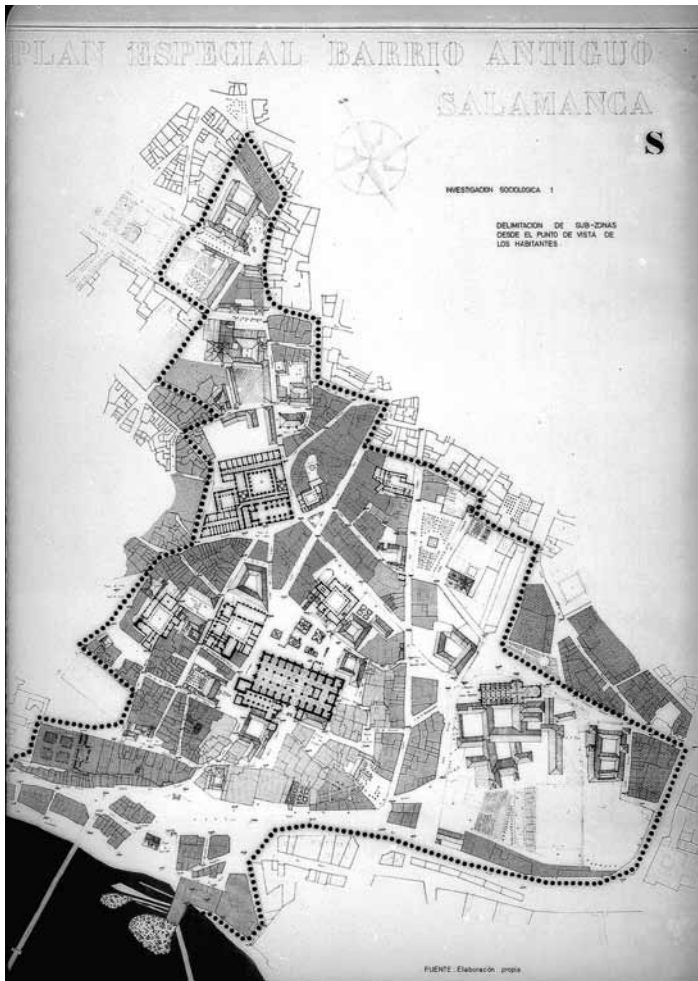 PLAN ESPECIAL BARRIO ANTIGUO
SALAMANCA
S
INVESTIGACION SOCIOLOGICA 1
DELIMITACION DE SUB-ZONAS
DESDE EL PUNTO DE VISTA DE
LOS HABITANTES.
FUENTE: Elaboración propia